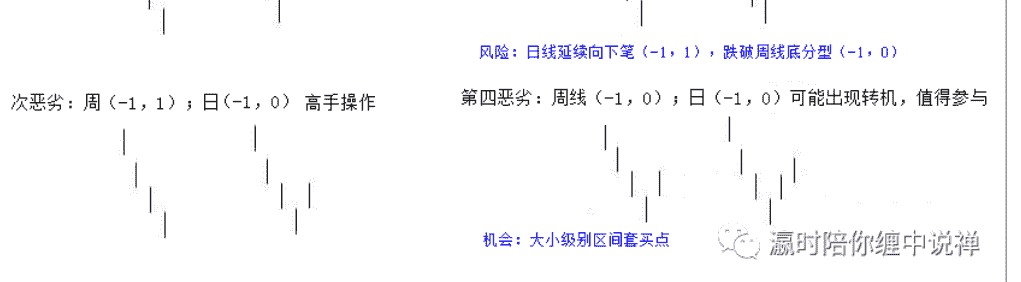 风险：日线延续向下笔（-1，1），跌破周线底分型（-1，0）
次恶劣：周（-1，1）；日（-1，0） 高手操作
第四恶劣：周线（-1，0）；日（-1，0）可能出现转机，值得参与
机会：大小级别区间套买点
瀛时陪你缠中说禅